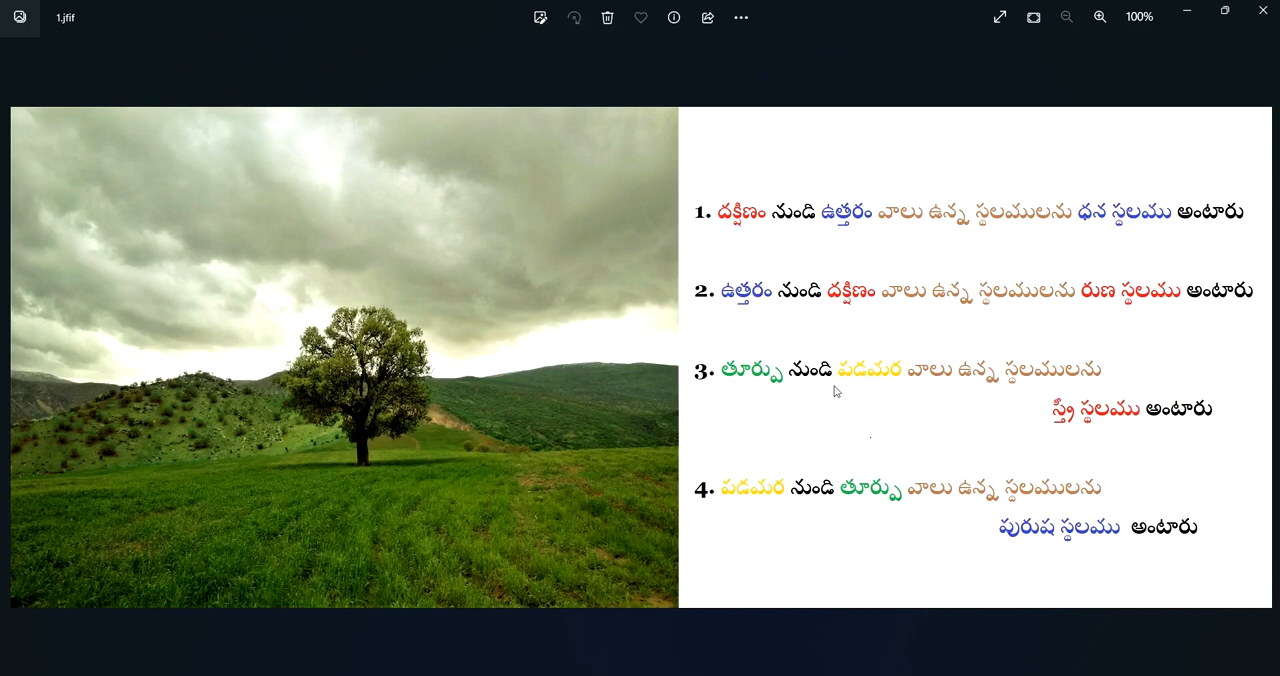 1.jfif
100%
1. దక్షిణం నుండి ఉత్తరం వాలు ఉన్న స్థలములను ధన స్థలము అంటారు
2. ఉత్తరం నుండి దక్షిణం వాలు ఉన్న స్థలములను రుణ స్థలము అంటారు
3. తూర్పు నుండి పడమర వాలు ఉన్న స్థలములను
స్త్రీ స్థలము అంటారు
4. పడమర నుండి తూర్పు వాలు ఉన్న స్థలములను
పురుష స్థలము అంటారు